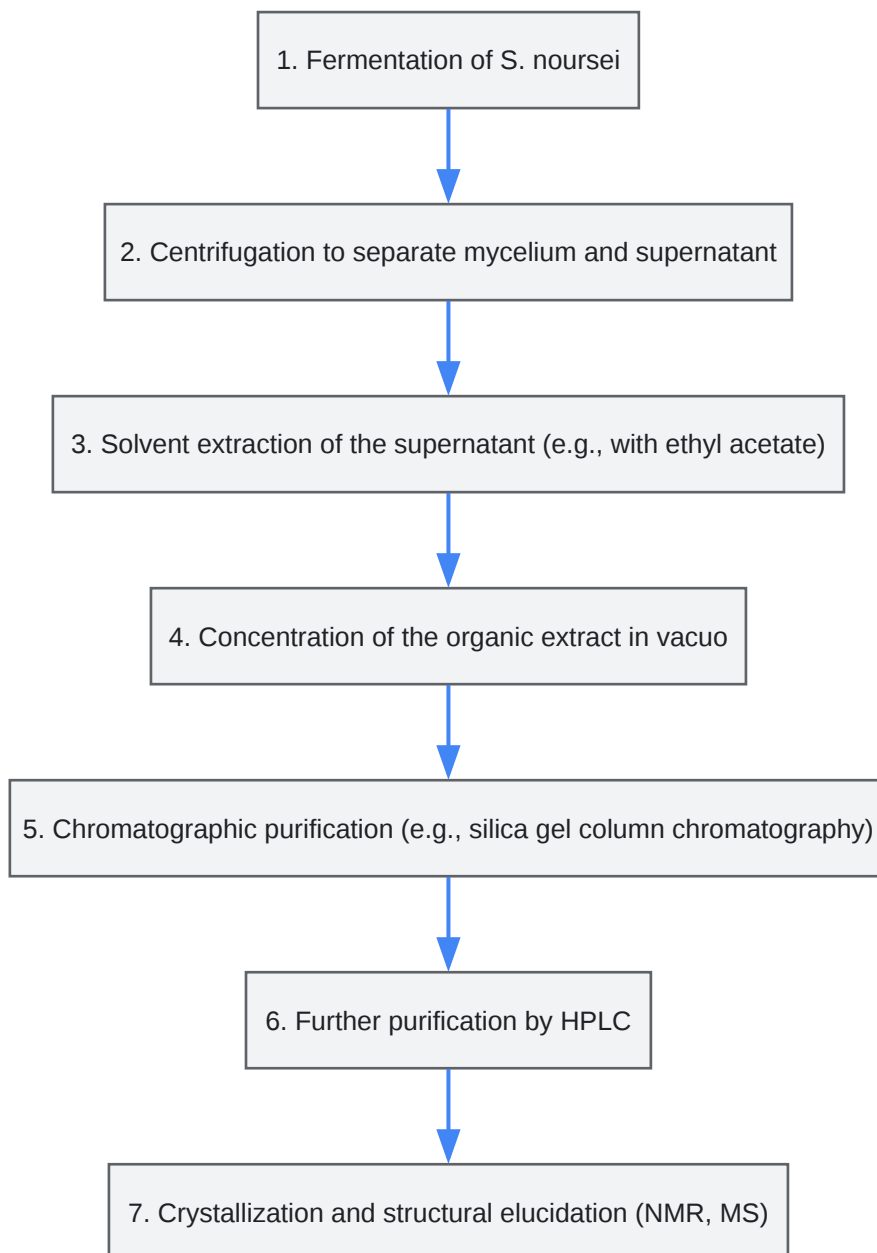 1. Fermentation of S. noursei
2. Centrifugation to separate mycelium and supernatant
3. Solvent extraction of the supernatant (e.g., with ethyl acetate)
4. Concentration of the organic extract in vacuo
5. Chromatographic purification (e.g., silica gel column chromatography)
6. Further purification by HPLC
7. Crystallization and structural elucidation (NMR, MS)